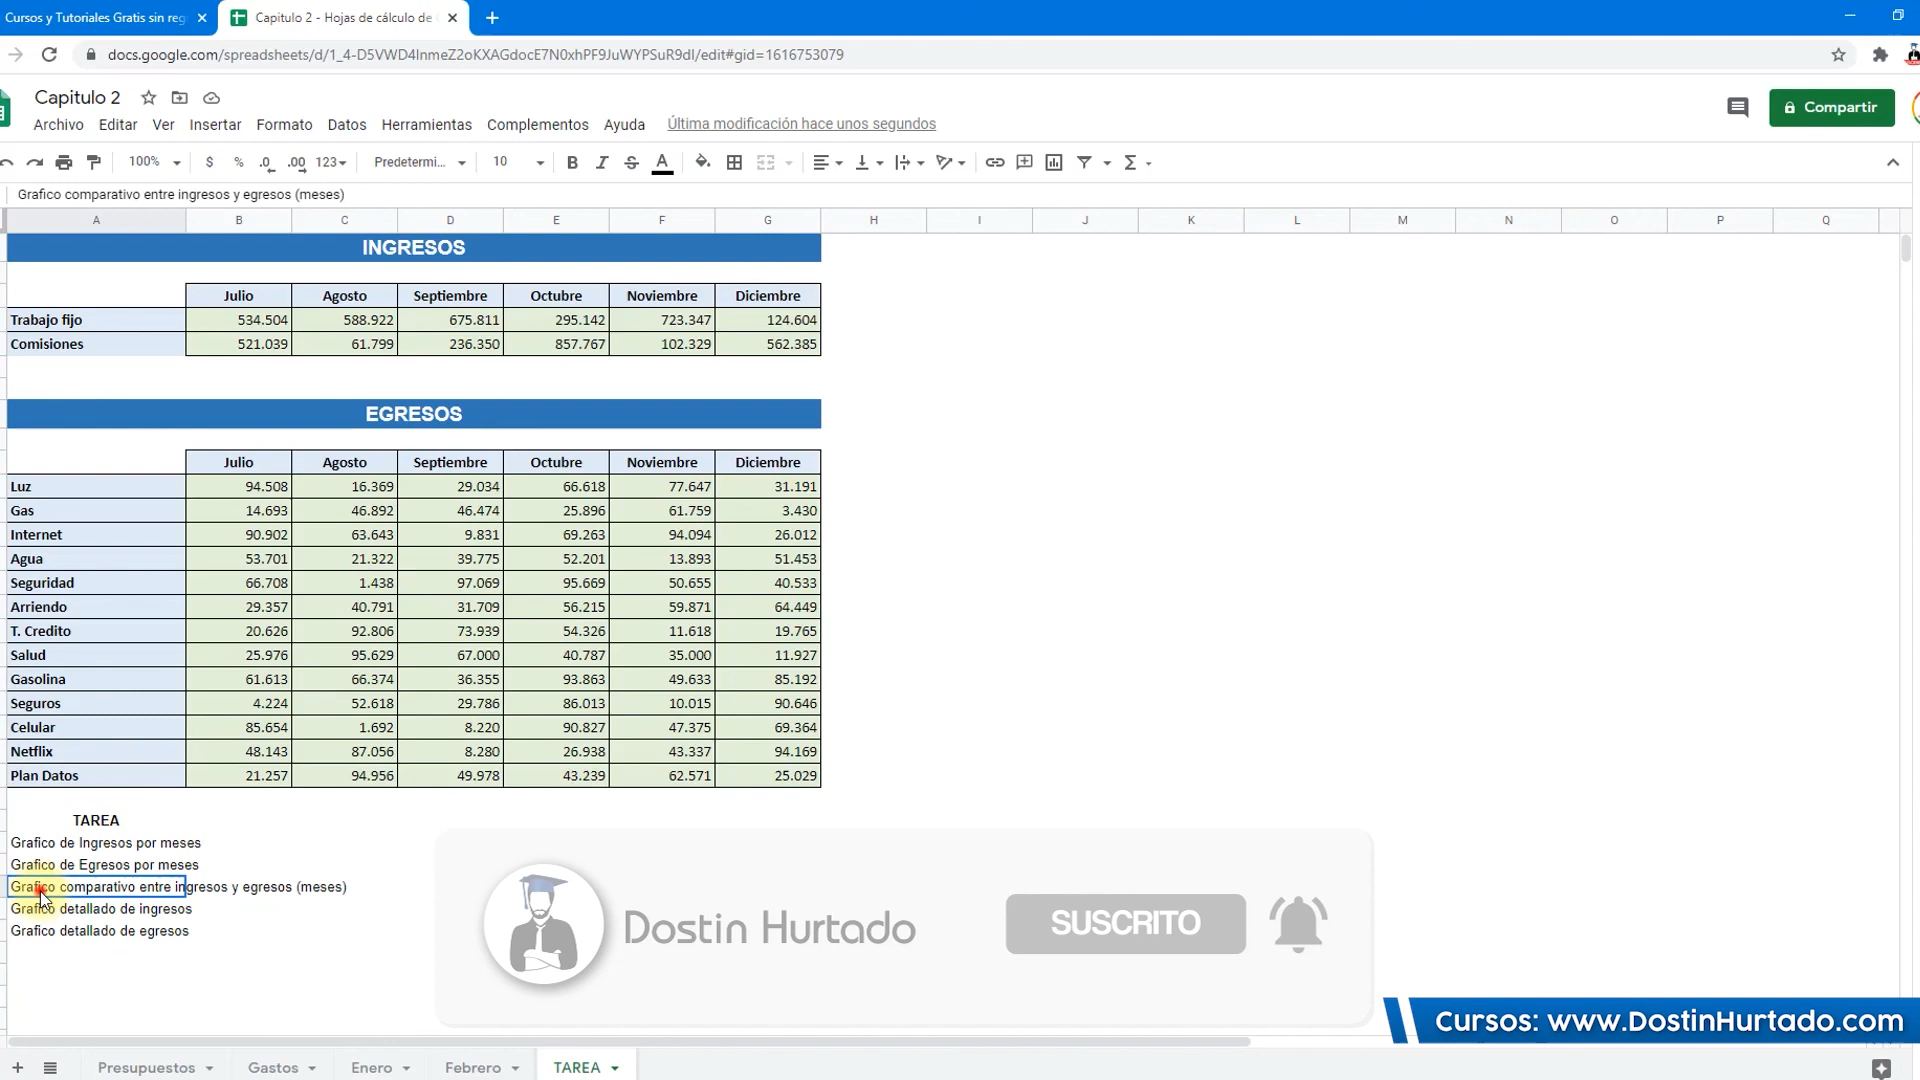 Cursos y Tutoriales Gratis sin reg
Capitulo 2 - Hojas de cálculo de
docs.google.com/spreadsheets/d/1_4-D5VWD4InmeZ2oKXAGdocE7N0xhPF9JuWYPSuR9dI/edit#gid=1616753079
Capitulo 2
Compartir
Archivo Editar Ver Insertar Formato Datos Herramientas Complementos Ayuda Última modificación hace unos segundos
100% $ % .0 .00 123 Predetermi... 10 B I S A Σ
Grafico comparativo entre ingresos y egresos (meses)
A B C D E F G H I J K L M N O P Q
INGRESOS
Julio Agosto Septiembre Octubre Noviembre Diciembre
Trabajo fijo 534.504 588.922 675.811 295.142 723.347 124.604
Comisiones 521.039 61.799 236.350 857.767 102.329 562.385
EGRESOS
Julio Agosto Septiembre Octubre Noviembre Diciembre
Luz 94.508 16.369 29.034 66.618 77.647 31.191
Gas 14.693 46.892 46.474 25.896 61.759 3.430
Internet 90.902 63.643 9.831 69.263 94.094 26.012
Agua 53.701 21.322 39.775 52.201 13.893 51.453
Seguridad 66.708 1.438 97.069 95.669 50.655 40.533
Arriendo 29.357 40.791 31.709 56.215 59.871 64.449
T. Credito 20.626 92.806 73.939 54.326 11.618 19.765
Salud 25.976 95.629 67.000 40.787 35.000 11.927
Gasolina 61.613 66.374 36.355 93.863 49.633 85.192
Seguros 4.224 52.618 29.786 86.013 10.015 90.646
Celular 85.654 1.692 8.220 90.827 47.375 69.364
Netflix 48.143 87.056 8.280 26.938 43.337 94.169
Plan Datos 21.257 94.956 49.978 43.239 62.571 25.029
TAREA
Grafico de Ingresos por meses
Grafico de Egresos por meses
Grafico comparativo entre ingresos y egresos (meses)
Grafico detallado de ingresos
Grafico detallado de egresos
Dostin Hurtado
SUSCRITO
Cursos: www.DostinHurtado.com
Presupuestos Gastos Enero Febrero TAREA